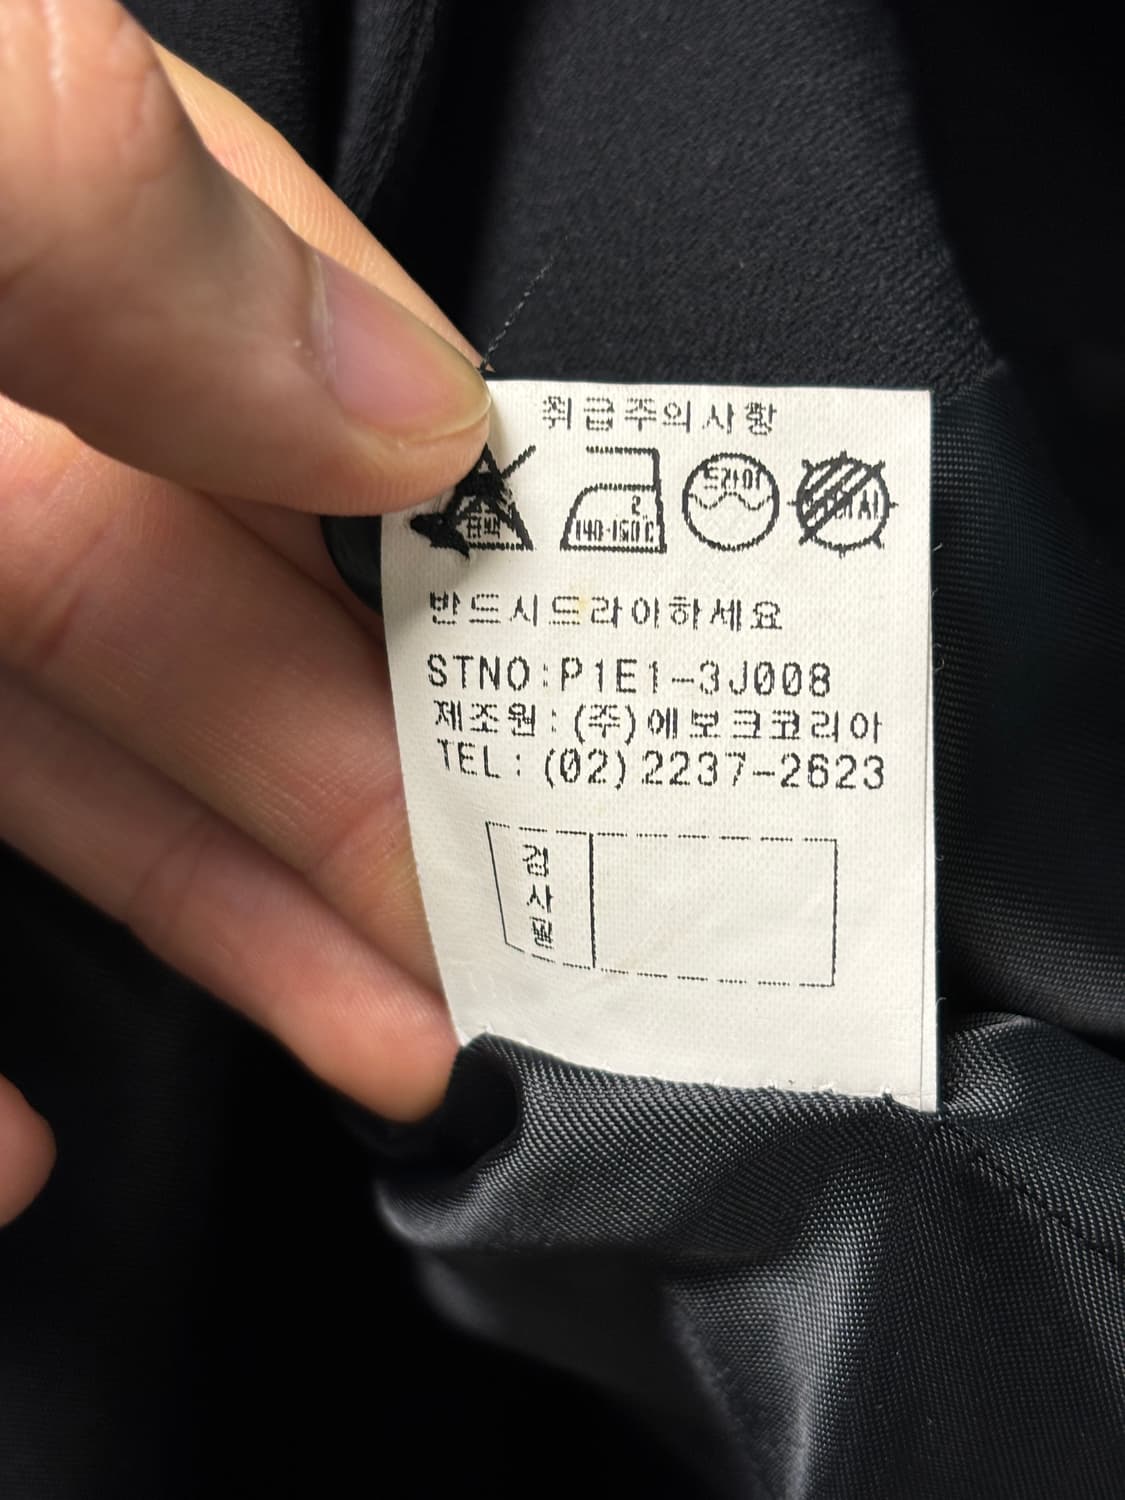 취급주의사항
표백
2
140-160℃
드라이
반드시드라이하세요
STNO:P1E1-3J008
제조원:(주)에보크코리아
TEL:(02)2237-2623
검
사
필